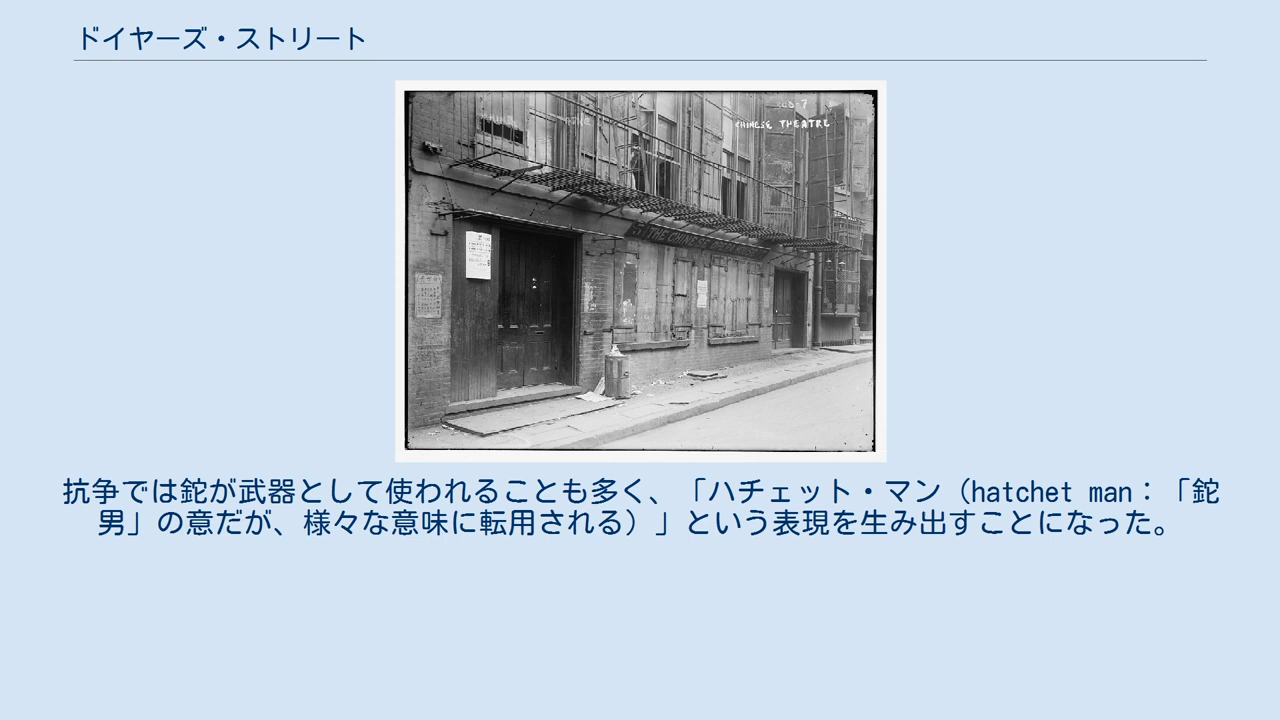 ドイヤーズ・ストリート
CHINESE THEATRE
抗争では鉈が武器として使われることも多く、「ハチェット・マン（hatchet man：「鉈
男」の意だが、様々な意味に転用される）」という表現を生み出すことになった。